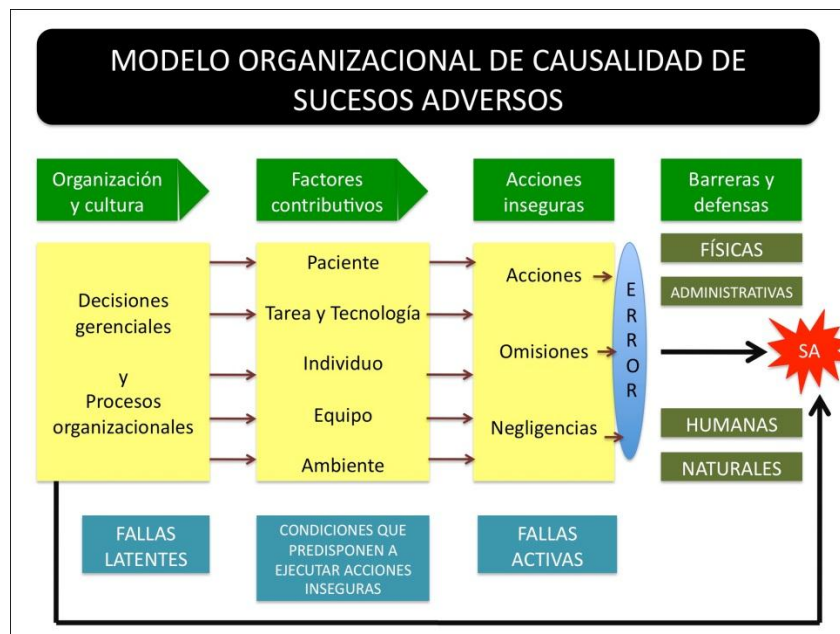 MODELO ORGANIZACIONAL DE CAUSALIDAD DE
SUCESOS ADVERSOS
Organización
y cultura
Factores
contributivos
Acciones
inseguras
Barreras y
defensas
Decisiones
gerenciales
y
Procesos
organizacionales
Paciente
Tarea y Tecnología
Individuo
Equipo
Ambiente
Acciones
Omisiones
Negligencias
E
R
R
O
R
FÍSICAS
ADMINISTRATIVAS
SA
HUMANAS
NATURALES
FALLAS
LATENTES
CONDICIONES QUE
PREDISPONEN A
EJECUTAR ACCIONES
INSEGURAS
FALLAS
ACTIVAS